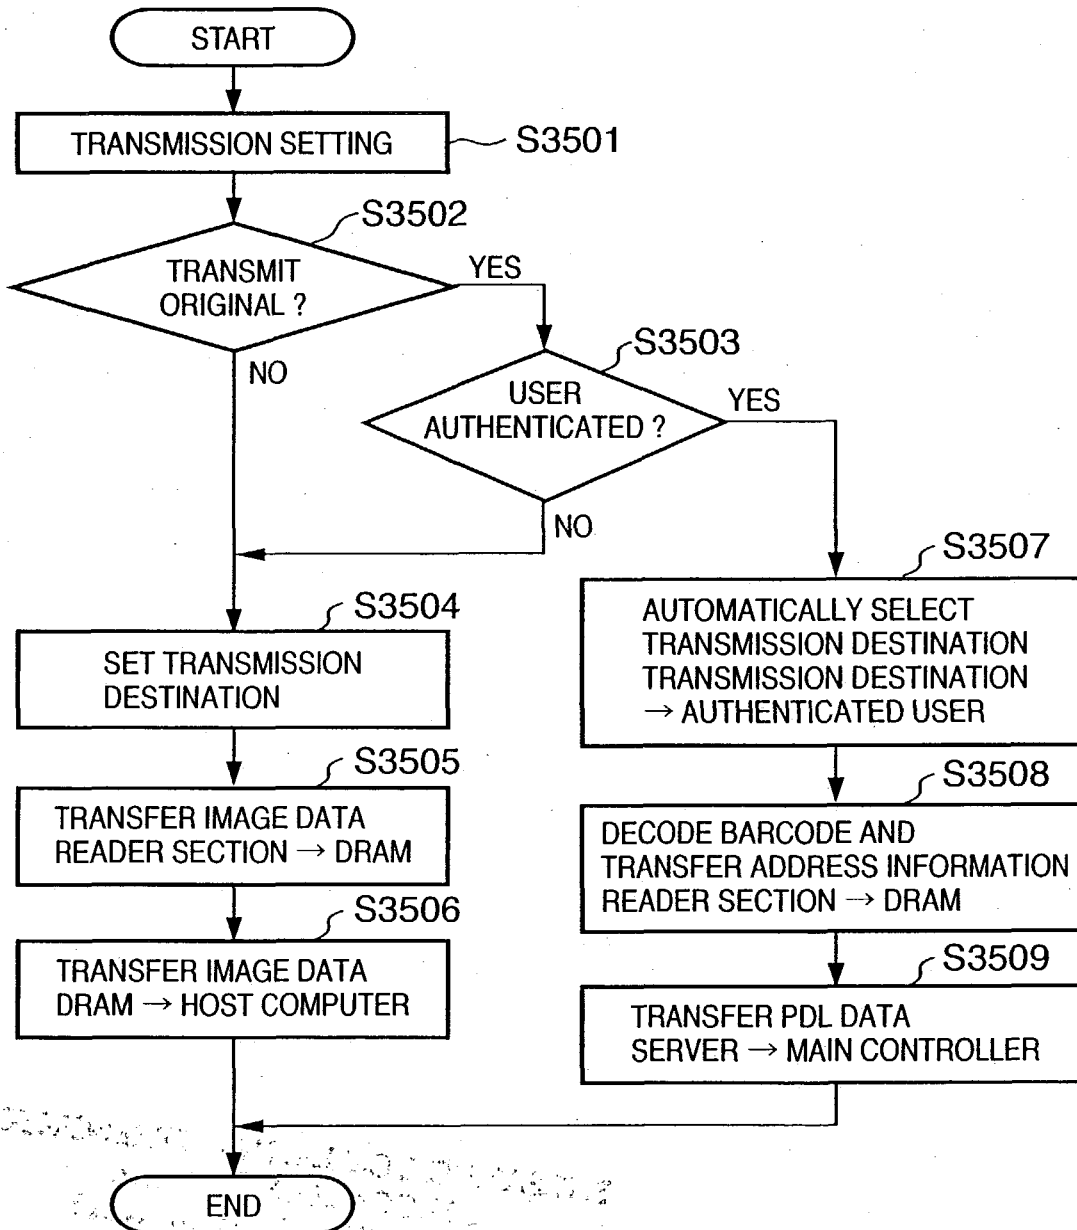 START
TRANSMISSION SETTING
S3501
S3502
TRANSMIT
ORIGINAL ?
YES
NO
S3503
USER
AUTHENTICATED ?
YES
NO
S3504
SET TRANSMISSION
DESTINATION
S3505
TRANSFER IMAGE DATA
READER SECTION → DRAM
S3506
TRANSFER IMAGE DATA
DRAM → HOST COMPUTER
S3507
AUTOMATICALLY SELECT
TRANSMISSION DESTINATION
TRANSMISSION DESTINATION
→ AUTHENTICATED USER
S3508
DECODE BARCODE AND
TRANSFER ADDRESS INFORMATION
READER SECTION → DRAM
S3509
TRANSFER PDL DATA
SERVER → MAIN CONTROLLER
END